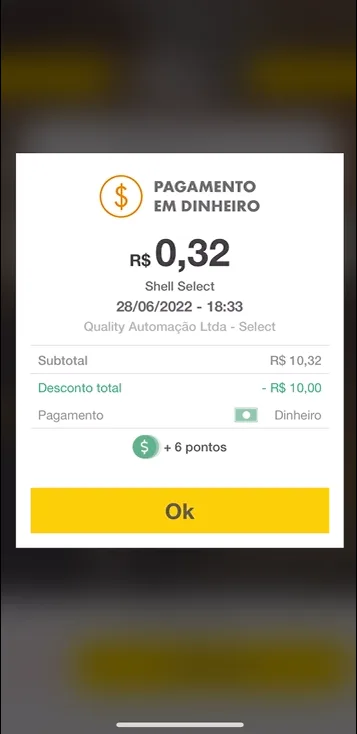 PAGAMENTO
EM DINHEIRO
R$ 0,32
Shell Select
28/06/2022 - 18:33
Quality Automação Ltda - Select
Subtotal R$ 10,32
Desconto total - R$ 10,00
Pagamento Dinheiro
+ 6 pontos
Ok